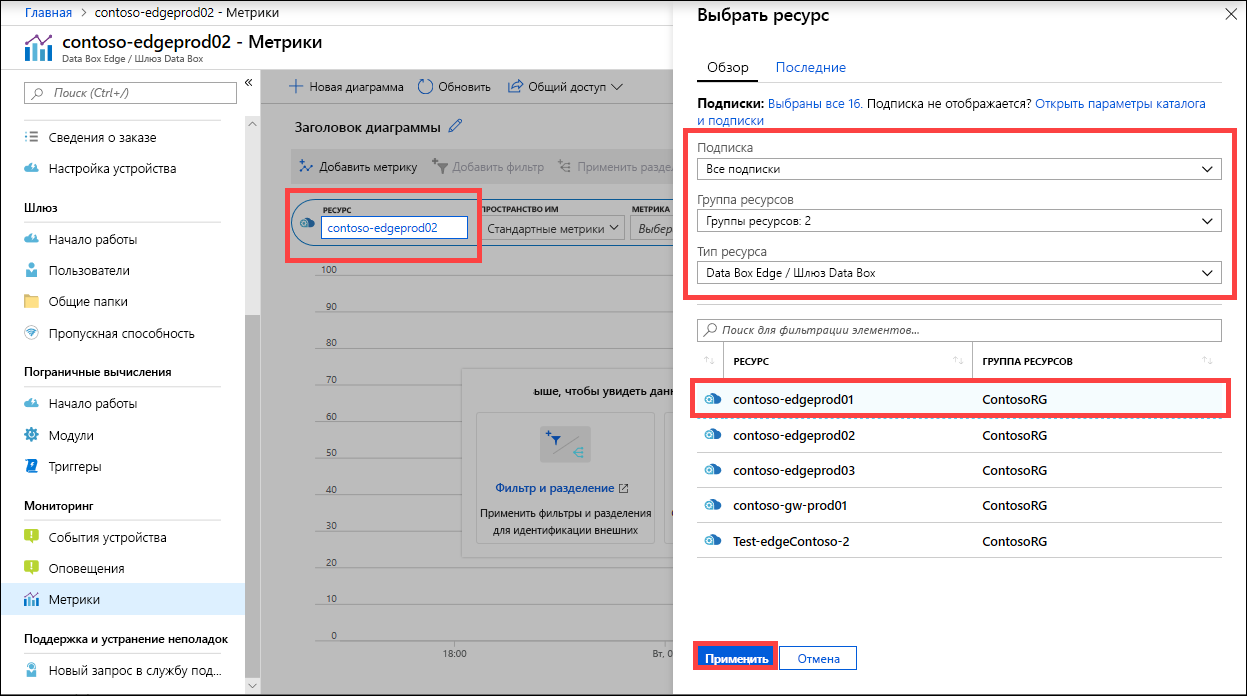 Главная > contoso-edgeprod02 - Метрики
contoso-edgeprod02 - Метрики
Data Box Edge / Шлюз Data Box
Поиск (Ctrl+/)
Сведения о заказе
Настройка устройства
Шлюз
Начало работы
Пользователи
Общие папки
Пропускная способность
Пограничные вычисления
Начало работы
Модули
Триггеры
Мониторинг
События устройства
Оповещения
Метрики
Поддержка и устранение неполадок
Новый запрос в службу под...
Новая диаграмма Обновить Общий доступ
Заголовок диаграммы
Добавить метрику Добавить фильтр Применить разде
РЕСУРС ПРОСТРАНСТВО ИМ МЕТРИКА
contoso-edgeprod02 Стандартные метрики Выбер
100
90
80
70
60
50
40
30
20
10
0
18:00 Вт, 0
ыше, чтобы увидеть дан
Фильтр и разделение
Применить фильтры и разделения
для идентификации внешних
Выбрать ресурс
Обзор Последние
Подписки: Выбраны все 16. Подписка не отображается? Открыть параметры каталога
и подписки
Подписка
Все подписки
Группа ресурсов
Группы ресурсов: 2
Тип ресурса
Data Box Edge / Шлюз Data Box
Поиск для фильтрации элементов...
РЕСУРС ГРУППА РЕСУРСОВ
contoso-edgeprod01 ContosoRG
contoso-edgeprod02 ContosoRG
contoso-edgeprod03 ContosoRG
contoso-gw-prod01 ContosoRG
Test-edgeContoso-2 ContosoRG
Применить Отмена